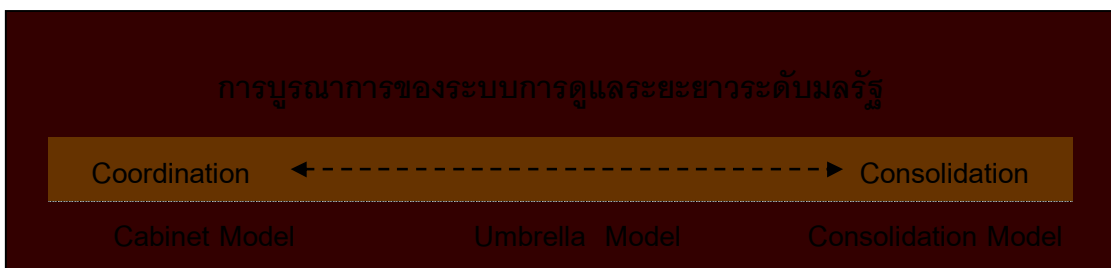 การบูรณาการของระบบการดูแลระยะยาวระดับมลรัฐ
Coordination Consolidation
Cabinet Model Umbrella Model Consolidation Model